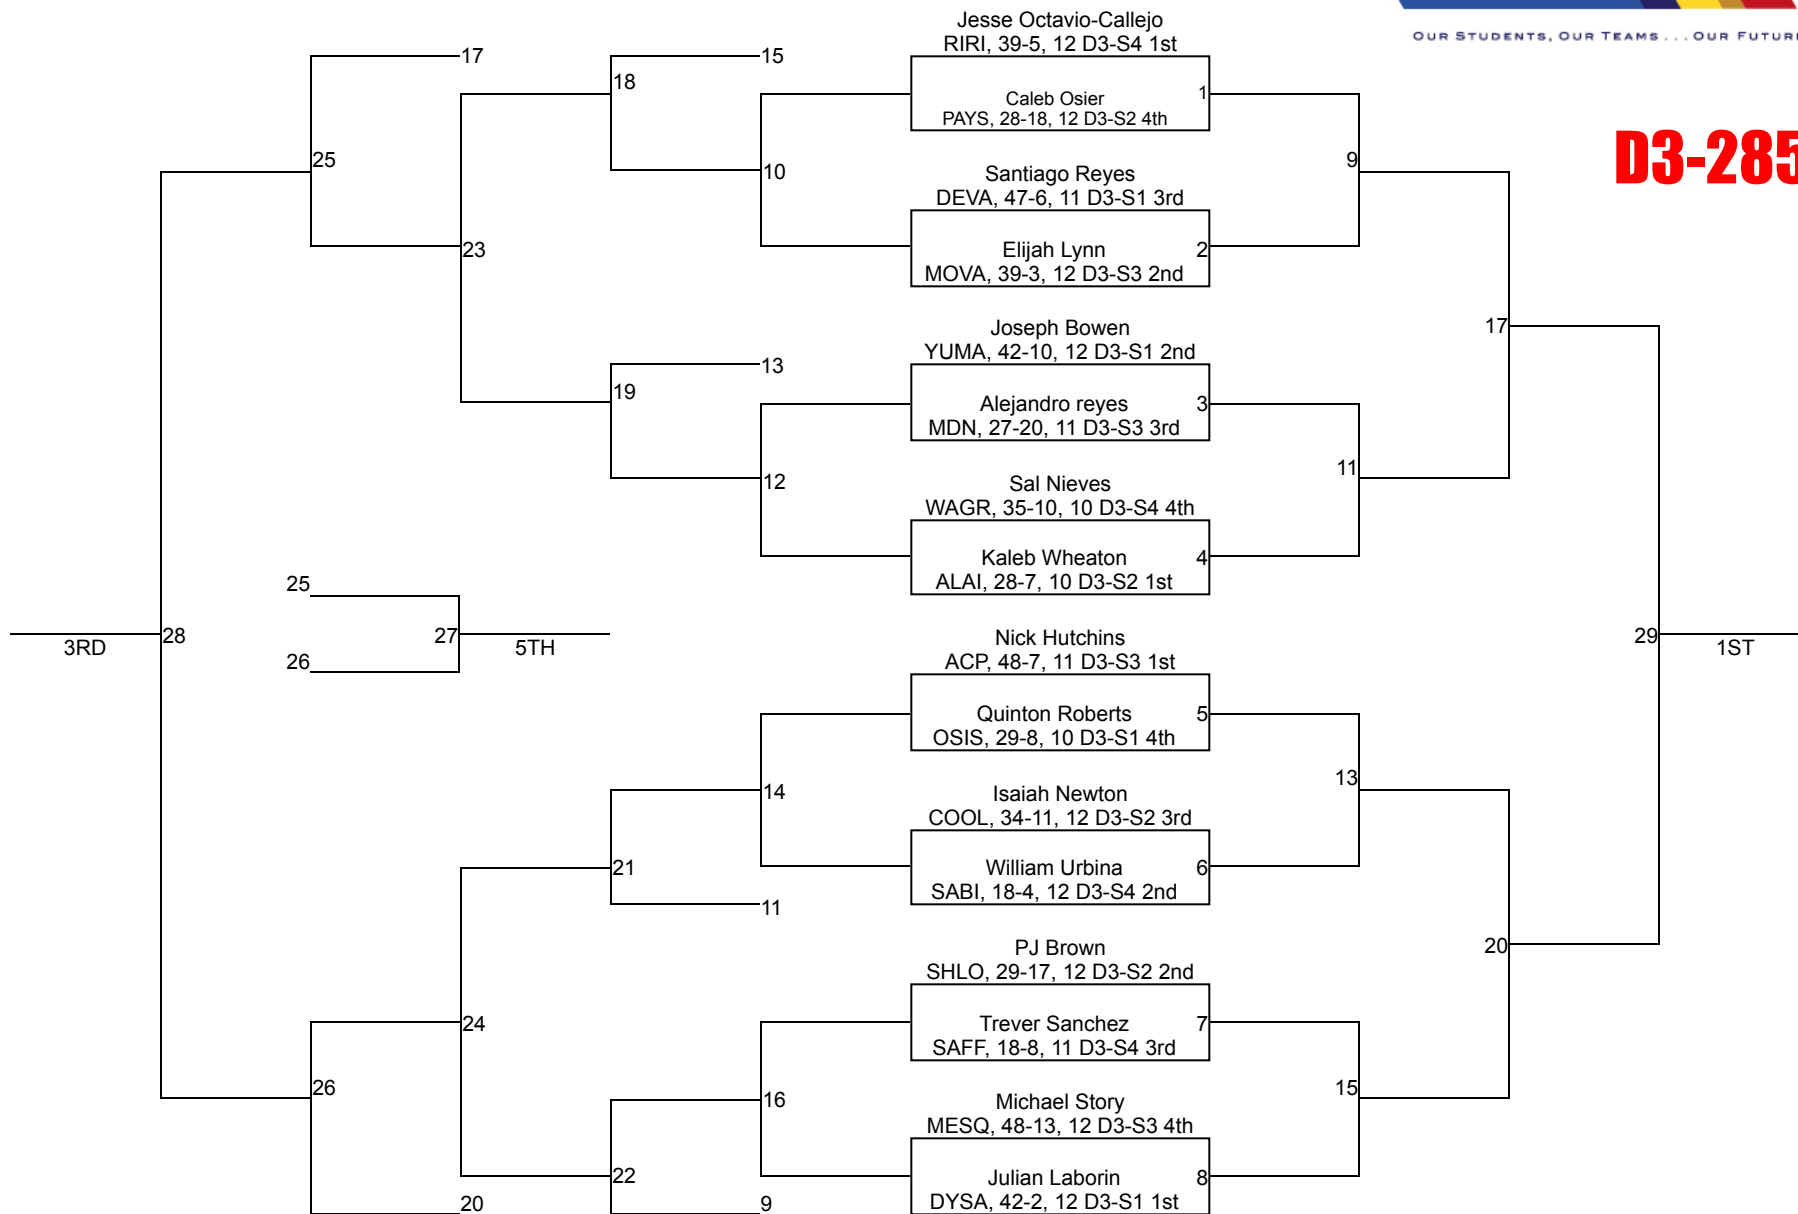 OUR STUDENTS, OUR TEAMS...OUR FUTURE
D3-285
Jesse Octavio-Callejo
RIRI, 39-5, 12 D3-S4 1st
Caleb Osier
PAYS, 28-18, 12 D3-S2 4th
1
Santiago Reyes
DEVA, 47-6, 11 D3-S1 3rd
Elijah Lynn
MOVA, 39-3, 12 D3-S3 2nd
2
Joseph Bowen
YUMA, 42-10, 12 D3-S1 2nd
Alejandro reyes
MDN, 27-20, 11 D3-S3 3rd
3
Sal Nieves
WAGR, 35-10, 10 D3-S4 4th
Kaleb Wheaton
ALAI, 28-7, 10 D3-S2 1st
4
Nick Hutchins
ACP, 48-7, 11 D3-S3 1st
Quinton Roberts
OSIS, 29-8, 10 D3-S1 4th
5
Isaiah Newton
COOL, 34-11, 12 D3-S2 3rd
William Urbina
SABI, 18-4, 12 D3-S4 2nd
6
PJ Brown
SHLO, 29-17, 12 D3-S2 2nd
Trever Sanchez
SAFF, 18-8, 11 D3-S4 3rd
7
Michael Story
MESQ, 48-13, 12 D3-S3 4th
Julian Laborin
DYSA, 42-2, 12 D3-S1 1st
8
9
11
13
15
17
20
29
1ST
15
10
13
12
14
11
16
9
18
19
21
22
17
23
24
20
25
26
25
26
27
5TH
28
3RD